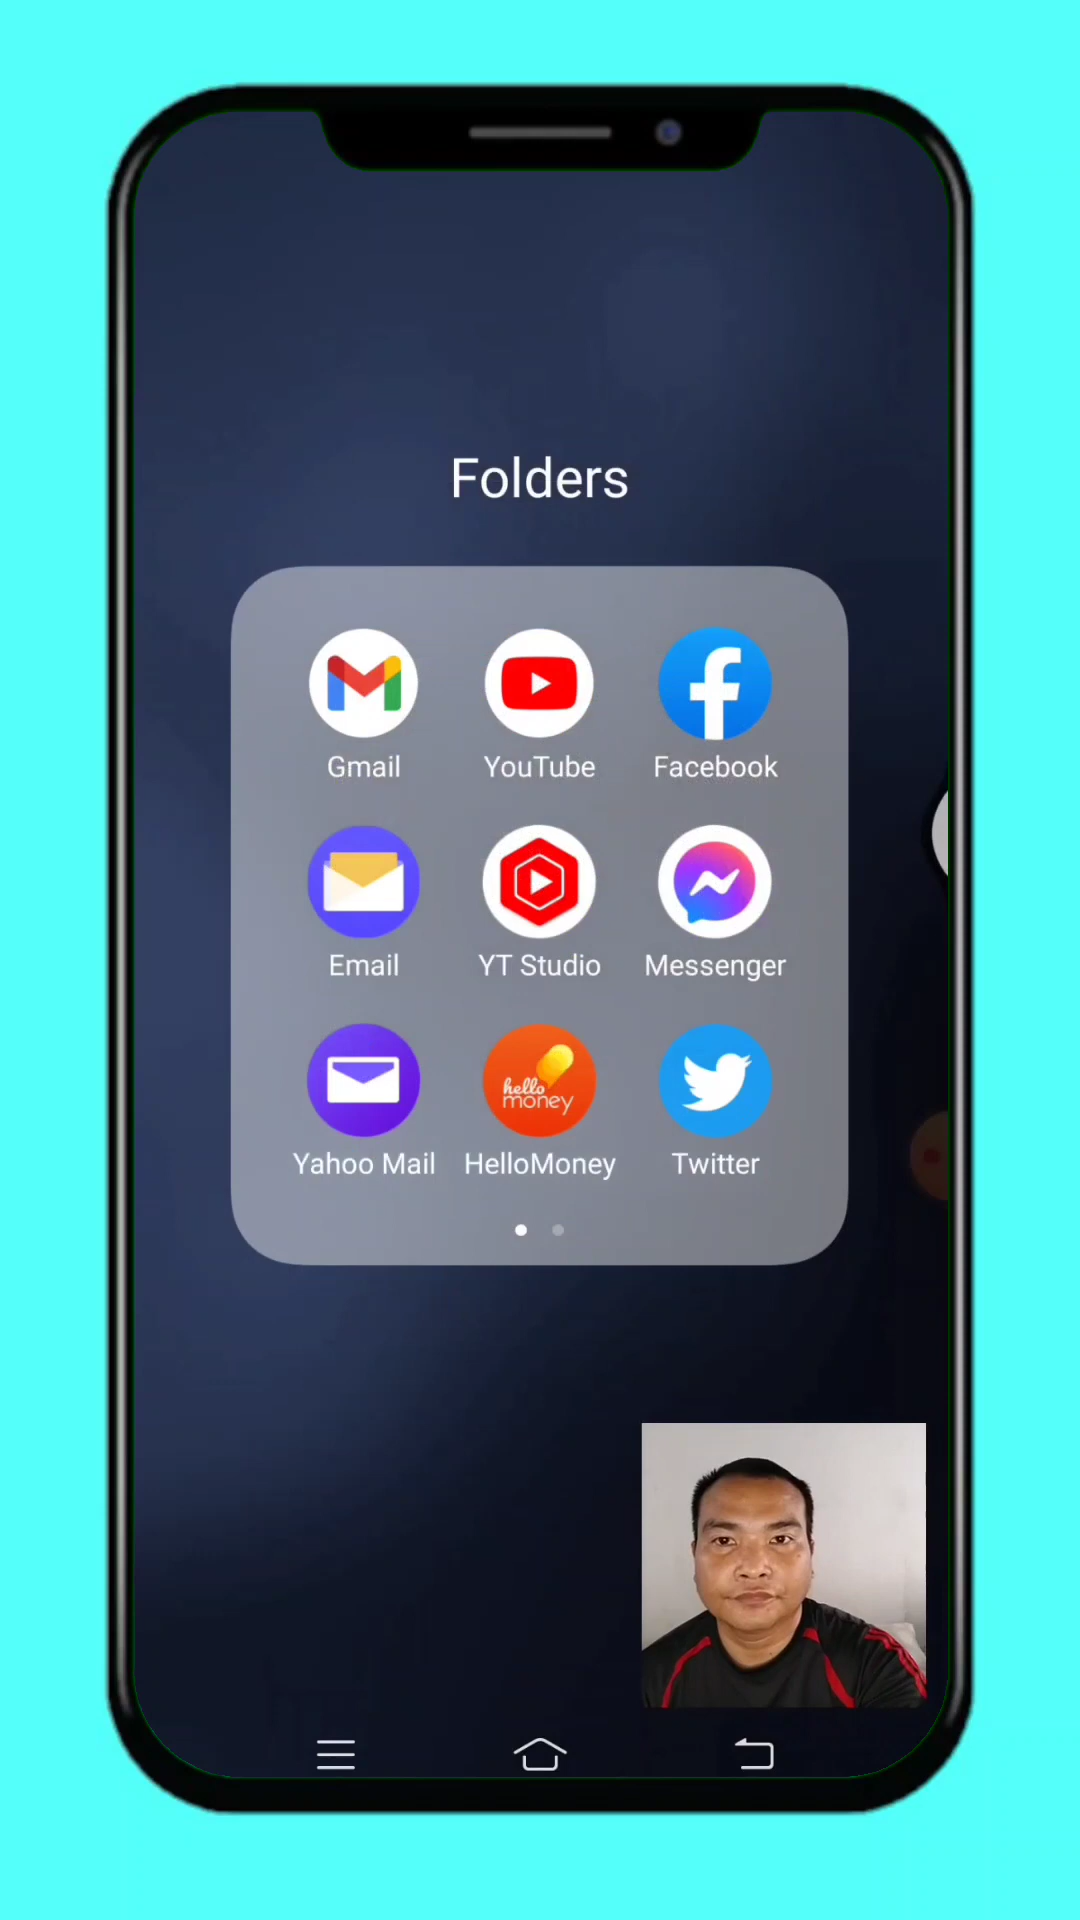 Folders
Gmail YouTube Facebook
Email YT Studio Messenger
hello
money
Yahoo Mail HelloMoney Twitter